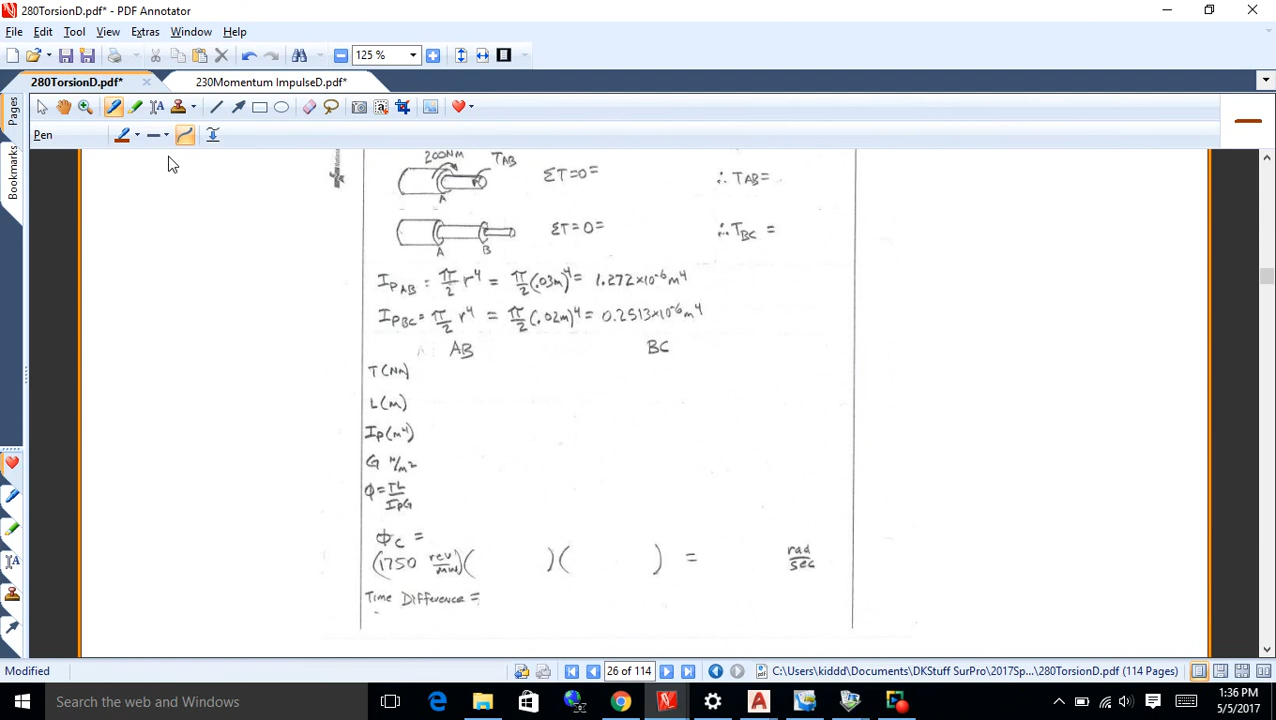 280TorsionD.pdf* - PDF Annotator
File Edit Tool View Extras Window Help
125 %
280TorsionD.pdf* 230Momentum ImpulseD.pdf*
Pen
Pages
Bookmarks
200NM TAB
ΣT=0= ∴ TAB=
A
ΣT=0= ∴TBC =
A B
IPAB = π/2 r⁴ = π/2 (.03m)⁴ = 1.272×10⁻⁶m⁴
IPBC = π/2 r⁴ = π/2 (.02m)⁴ = 0.2513×10⁻⁶m⁴
AB BC
T(NM)
L(M)
IP(M⁴)
G N/M²
Φ=TL/IPG
ΦC =
(1750 rev/MIN)( )( ) = rad/sec
Time Difference =
Modified
26 of 114
C:\Users\kiddd\Documents\DKStuff SurPro\2017Sp...\280TorsionD.pdf (114 Pages)
Search the web and Windows
1:36 PM
5/5/2017